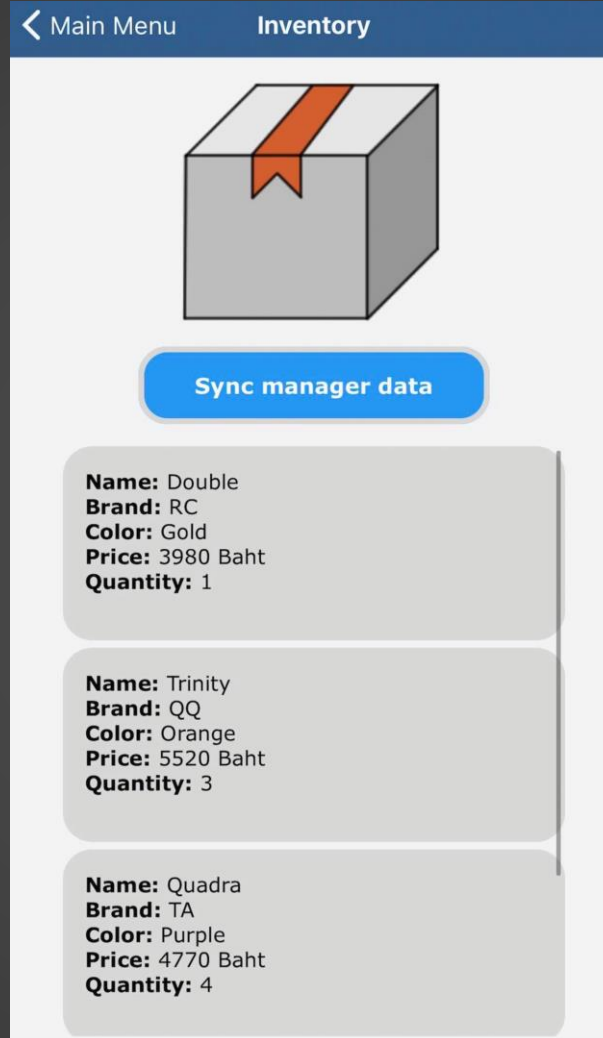 Main Menu Inventory
Sync manager data
Name: Double
Brand: RC
Color: Gold
Price: 3980 Baht
Quantity: 1
Name: Trinity
Brand: QQ
Color: Orange
Price: 5520 Baht
Quantity: 3
Name: Quadra
Brand: TA
Color: Purple
Price: 4770 Baht
Quantity: 4